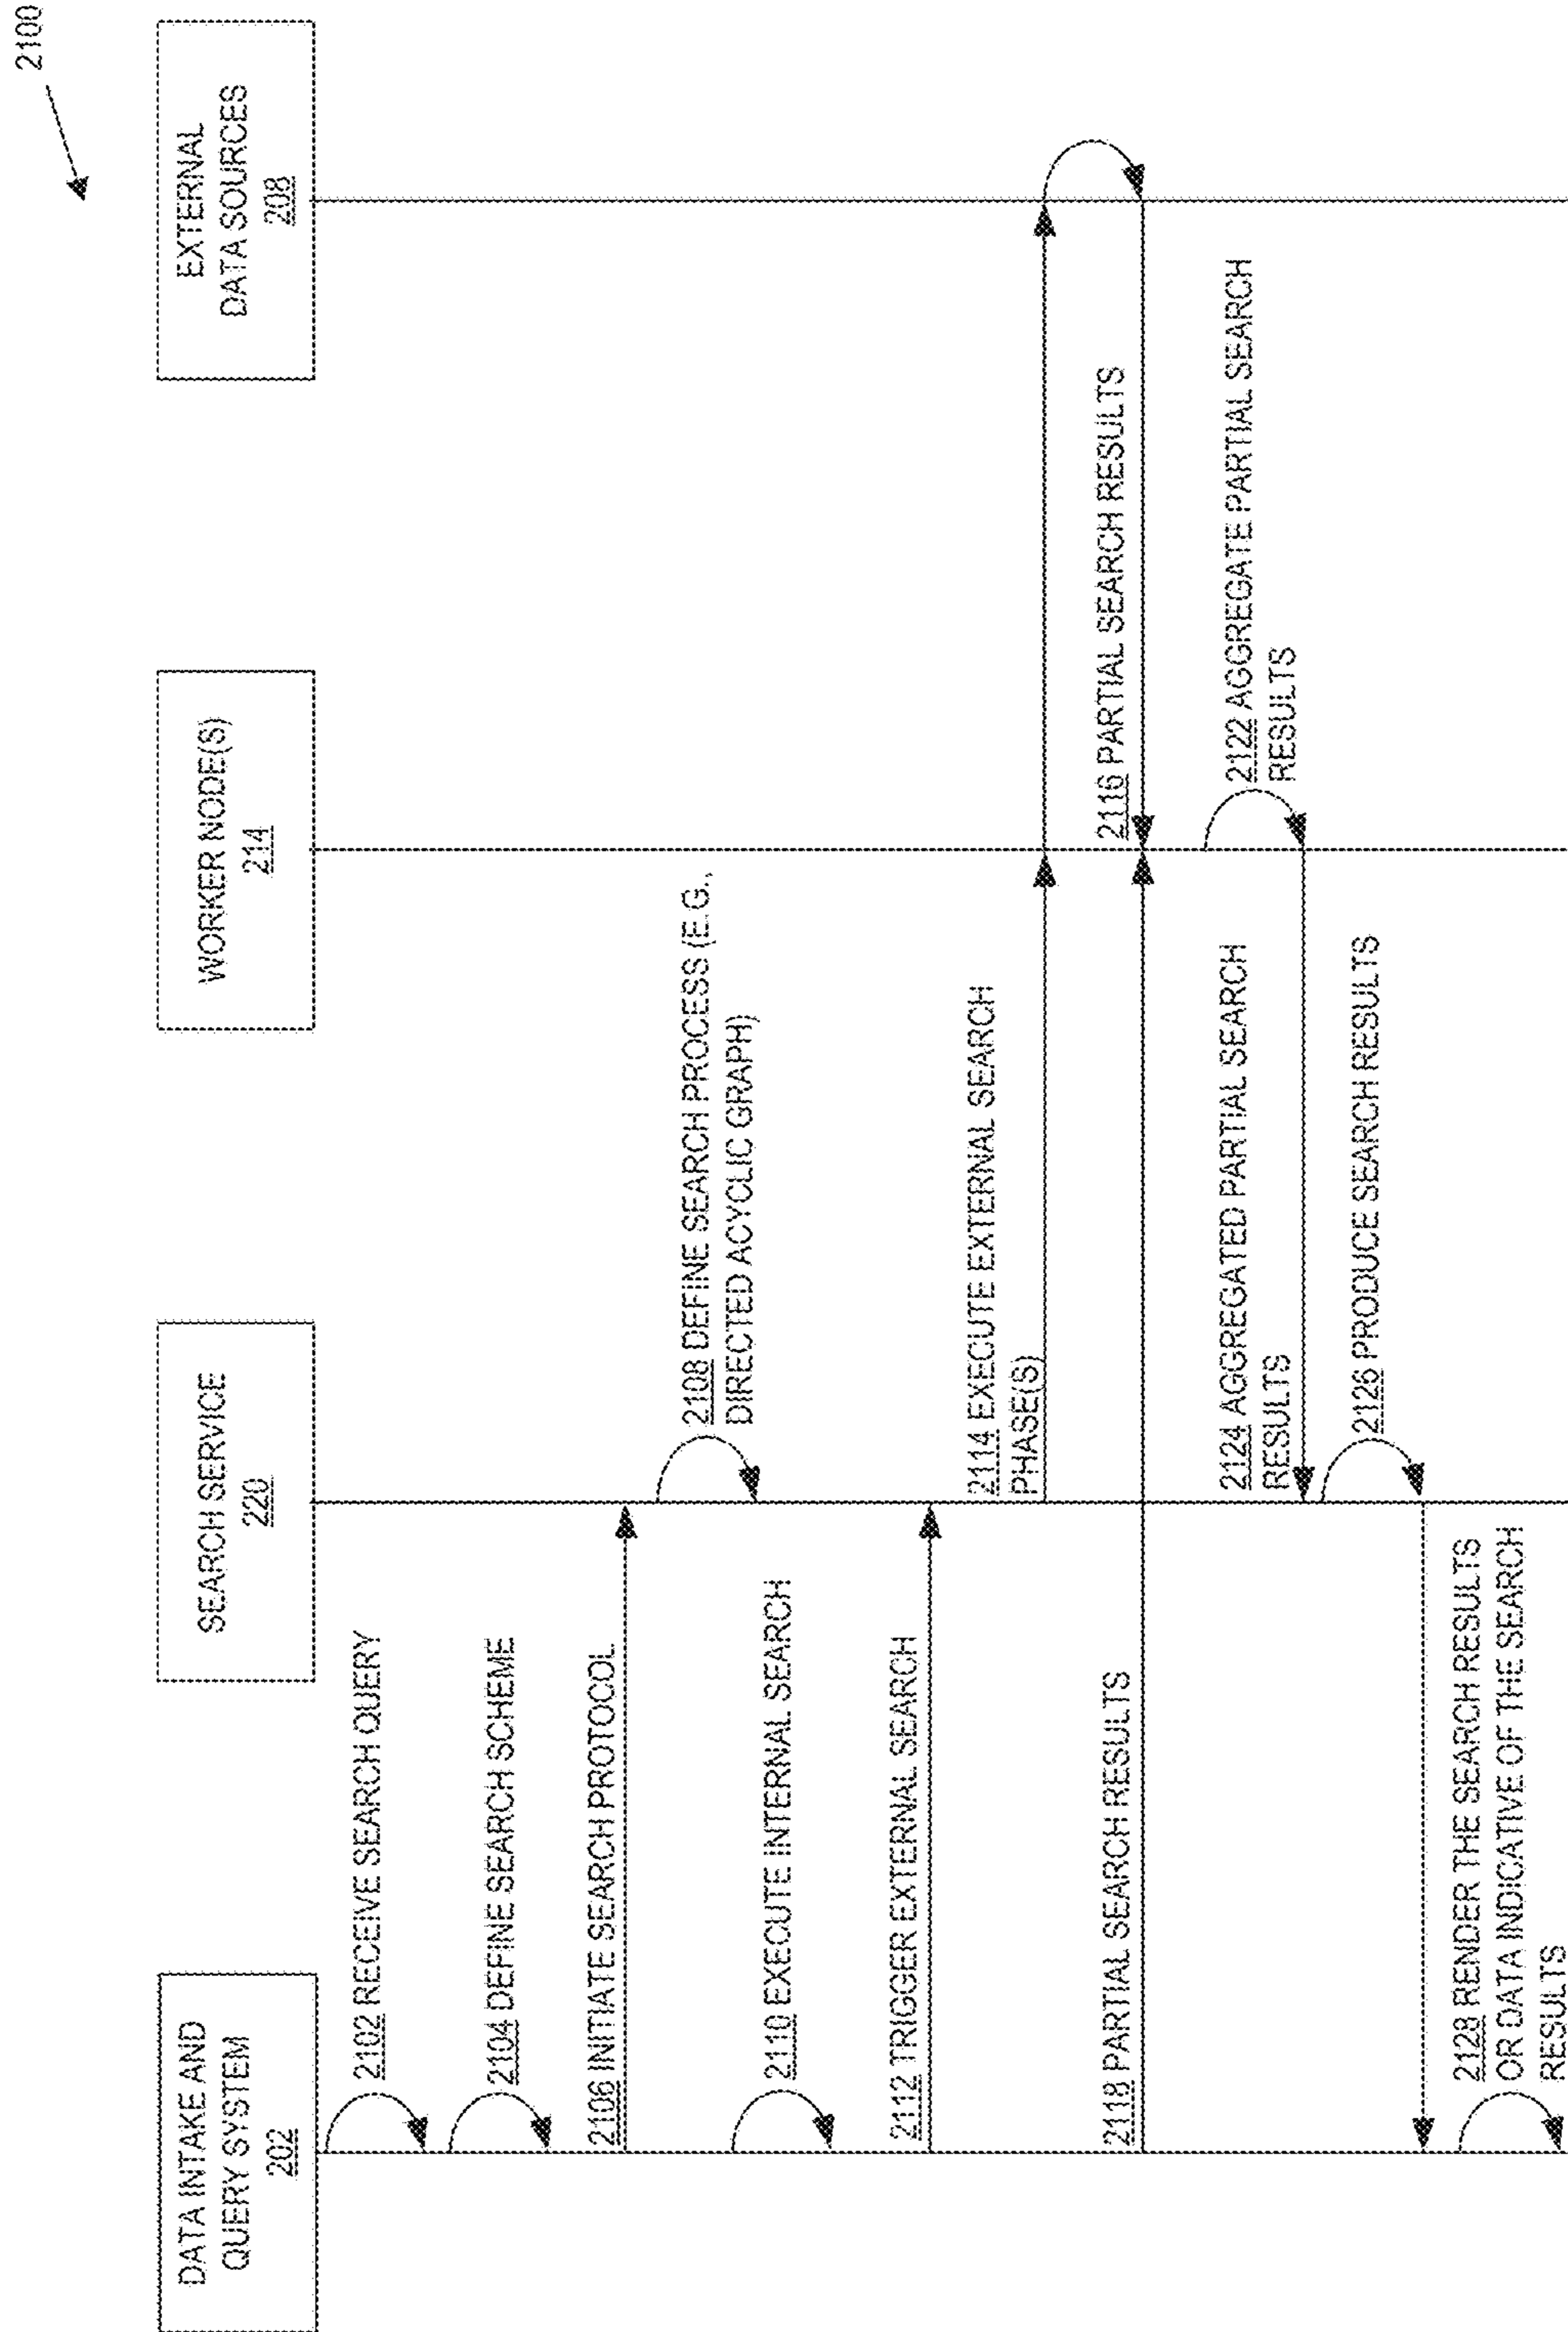 2100
DATA INTAKE AND
QUERY SYSTEM
202
SEARCH SERVICE
220
WORKER NODE(S)
214
EXTERNAL
DATA SOURCES
208
2102 RECEIVE SEARCH QUERY
2104 DEFINE SEARCH SCHEME
2106 INITIATE SEARCH PROTOCOL
2108 DEFINE SEARCH PROCESS (E.G.,
DIRECTED ACYCLIC GRAPH)
2110 EXECUTE INTERNAL SEARCH
2112 TRIGGER EXTERNAL SEARCH
2114 EXECUTE EXTERNAL SEARCH
PHASE(S)
2116 PARTIAL SEARCH RESULTS
2118 PARTIAL SEARCH RESULTS
2122 AGGREGATE PARTIAL SEARCH
RESULTS
2124 AGGREGATED PARTIAL SEARCH
RESULTS
2126 PRODUCE SEARCH RESULTS
2128 RENDER THE SEARCH RESULTS
OR DATA INDICATIVE OF THE SEARCH
RESULTS